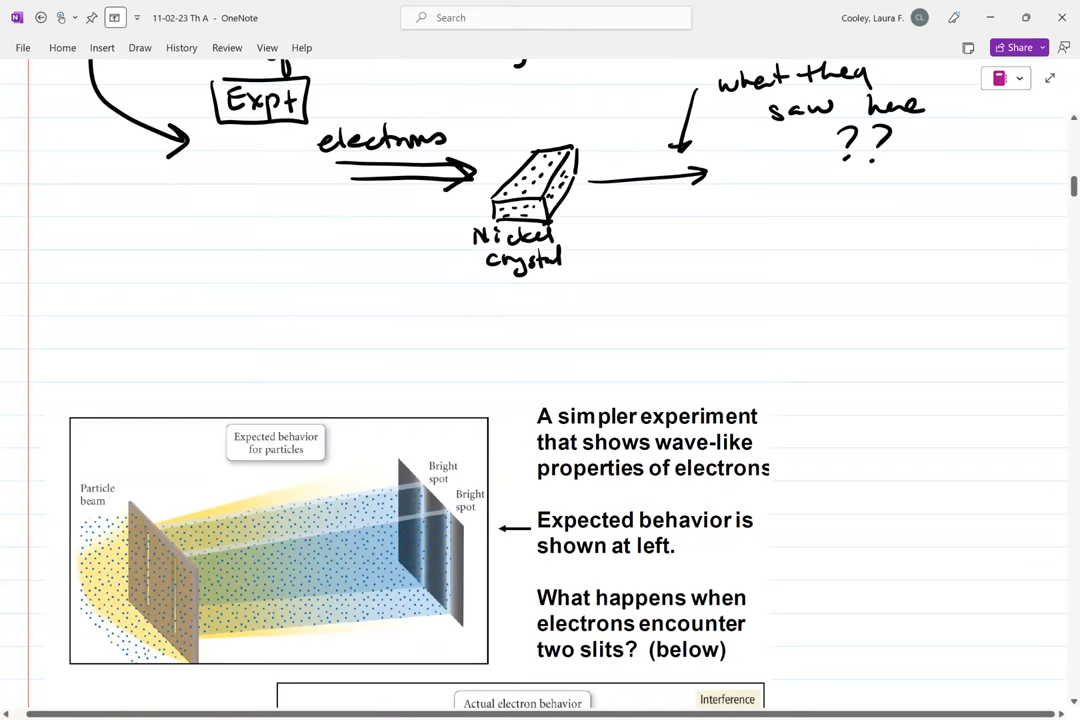 11-02-23 Th A - OneNote
Search
Cooley, Laura F.
CL
File Home Insert Draw History Review View Help
Share
what they
saw here
??
Expt
electrons
Nickel
crystal
Expected behavior
for particles
Particle
beam
Bright
spot
Bright
spot
A simpler experiment
that shows wave-like
properties of electrons
Expected behavior is
shown at left.
What happens when
electrons encounter
two slits? (below)
Actual electron behavior
Interference